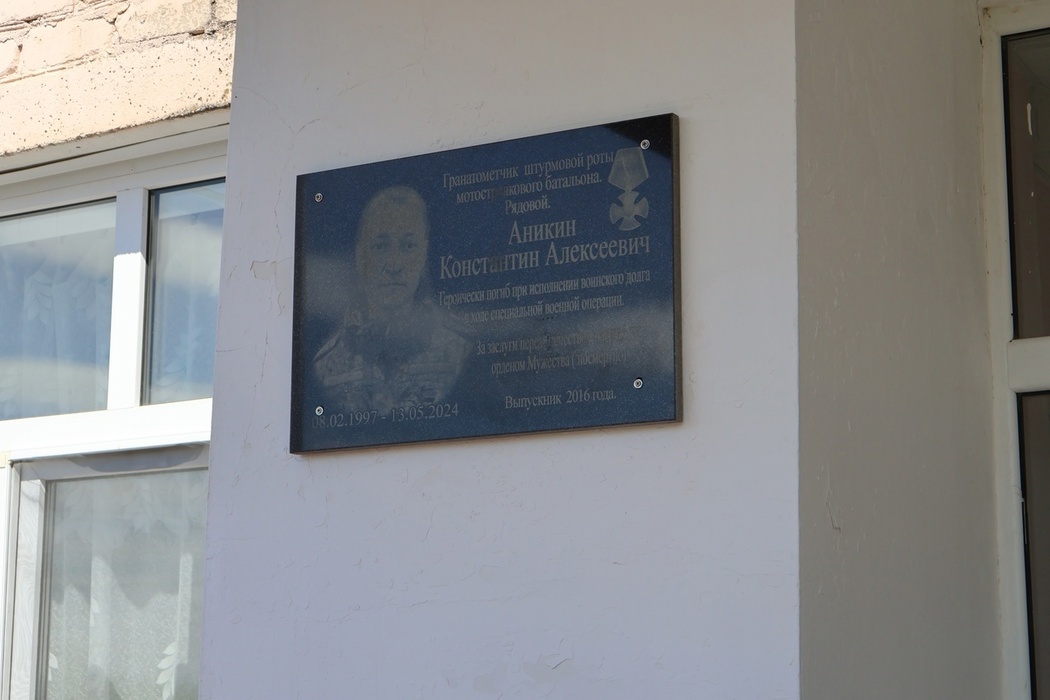 Гранатометчик штурмовой роты
мотострелкового батальона.
Рядовой.
Аникин
Константин Алексеевич
Героически погиб при исполнении воинского долга
в ходе специальной военной операции.
За заслуги перед
орденом Мужества (посмертно)
Выпускник 2016 года.
08.02.1997 - 13.05.2024